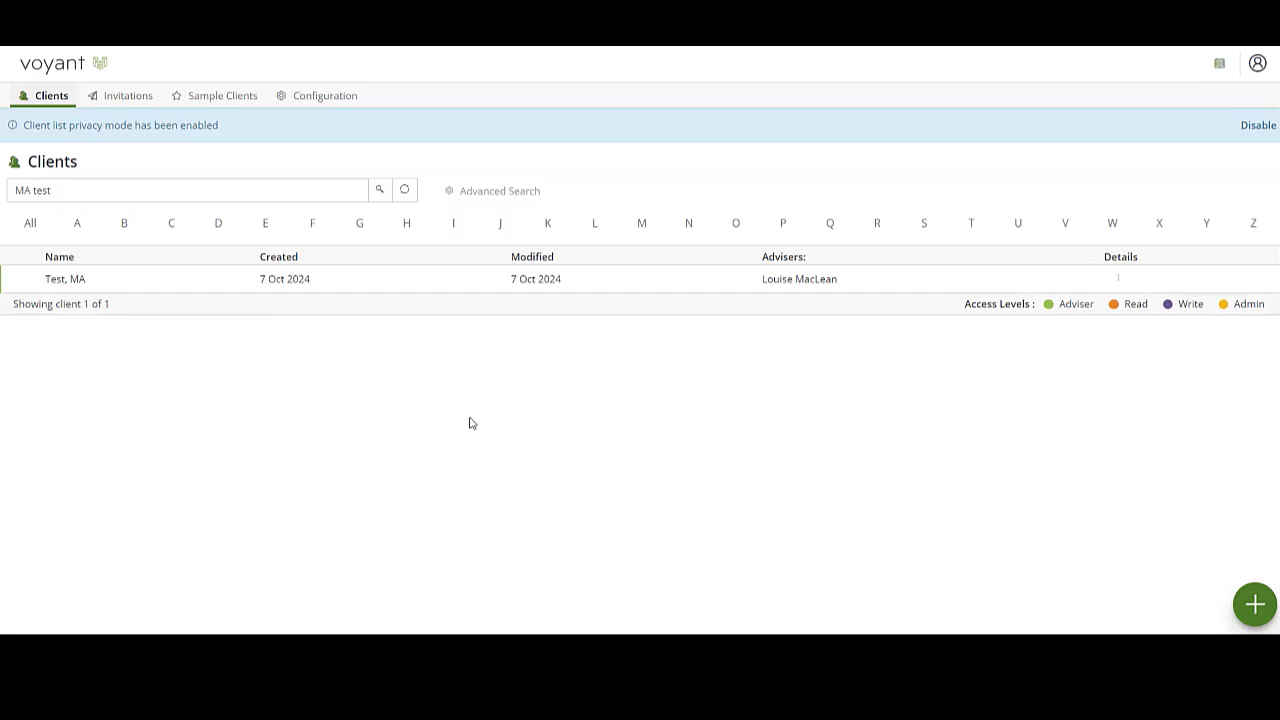 voyant
Clients Invitations Sample Clients Configuration
Client list privacy mode has been enabled Disable
Clients
MA test Advanced Search
All A B C D E F G H I J K L M N O P Q R S T U V W X Y Z
Name Created Modified Advisers: Details
Test, MA 7 Oct 2024 7 Oct 2024 Louise MacLean
Showing client 1 of 1 Access Levels : Adviser Read Write Admin